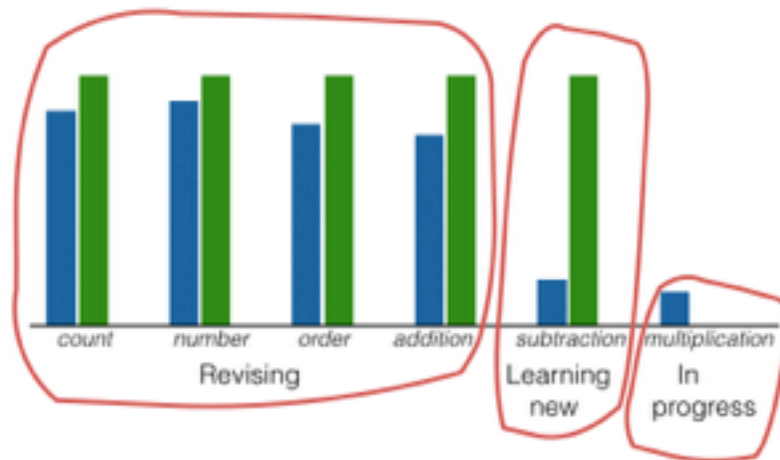 count number order addition subtraction multiplication
Revising
Learning new
In progress